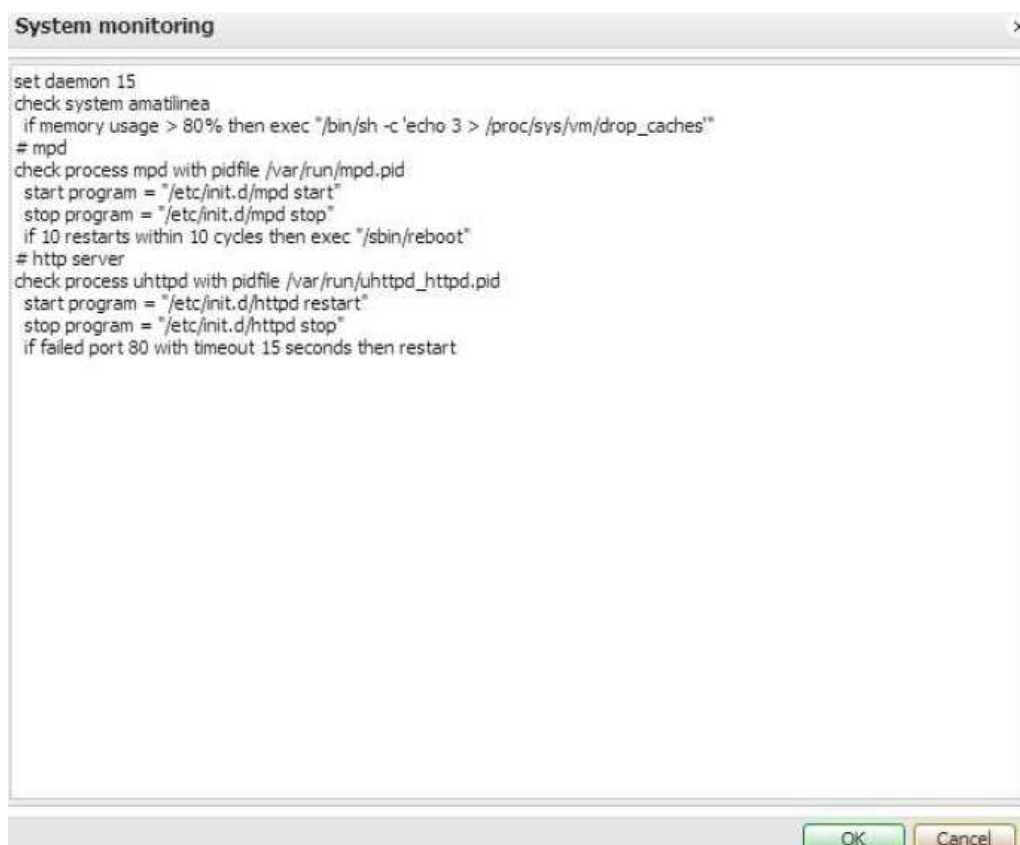 System monitoring
set daemon 15
check system amatilinea
if memory usage > 80% then exec "/bin/sh -c 'echo 3 > /proc/sys/vm/drop_caches'"
# mpd
check process mpd with pidfile /var/run/mpd.pid
start program = "/etc/init.d/mpd start"
stop program = "/etc/init.d/mpd stop"
if 10 restarts within 10 cycles then exec "/sbin/reboot"
# http server
check process uhttpd with pidfile /var/run/uhttpd_httpd.pid
start program = "/etc/init.d/httpd restart"
stop program = "/etc/init.d/httpd stop"
if failed port 80 with timeout 15 seconds then restart
OK Cancel